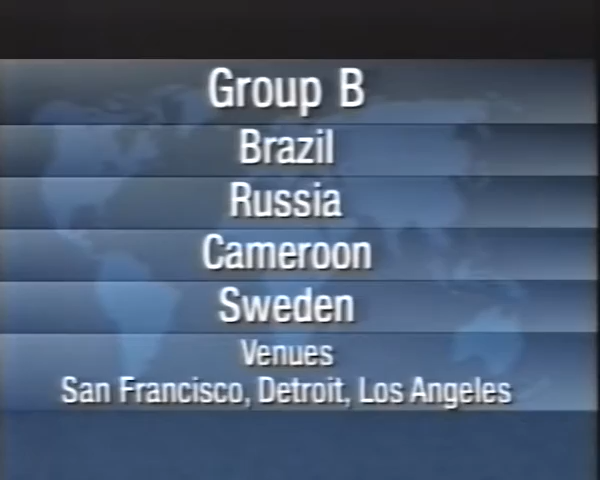 Group B
Brazil
Russia
Cameroon
Sweden
Venues
San Francisco, Detroit, Los Angeles